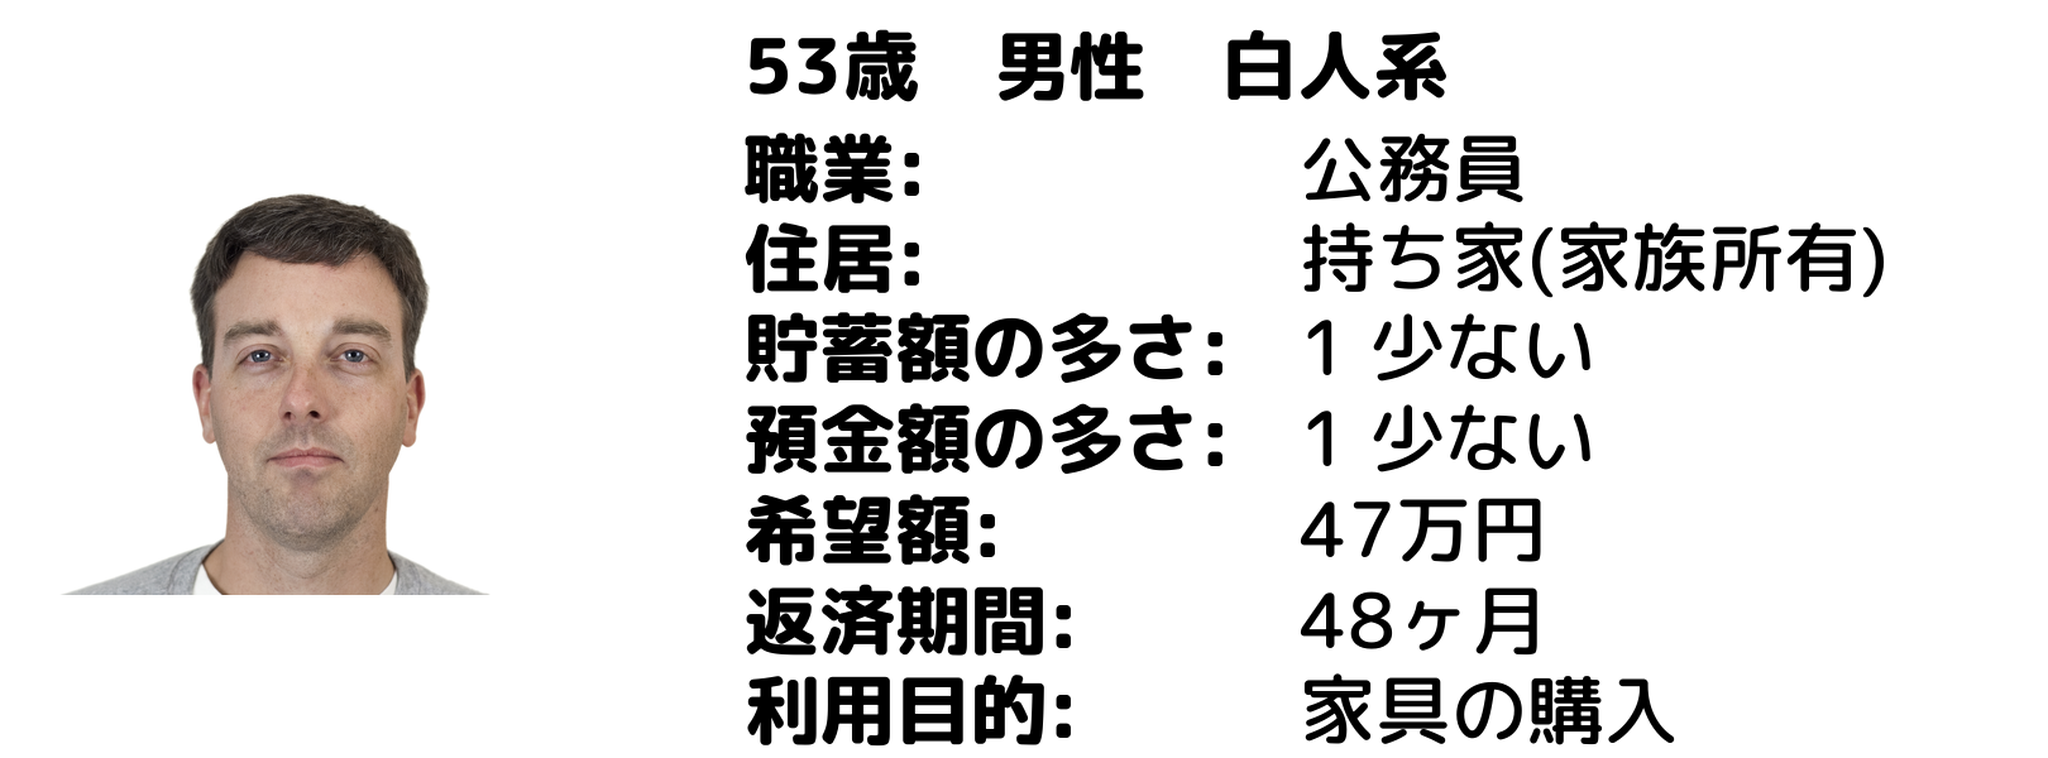 53歳　男性　白人系
職業: 公務員
住居: 持ち家(家族所有)
貯蓄額の多さ: 1 少ない
預金額の多さ: 1 少ない
希望額: 47万円
返済期間: 48ヶ月
利用目的: 家具の購入